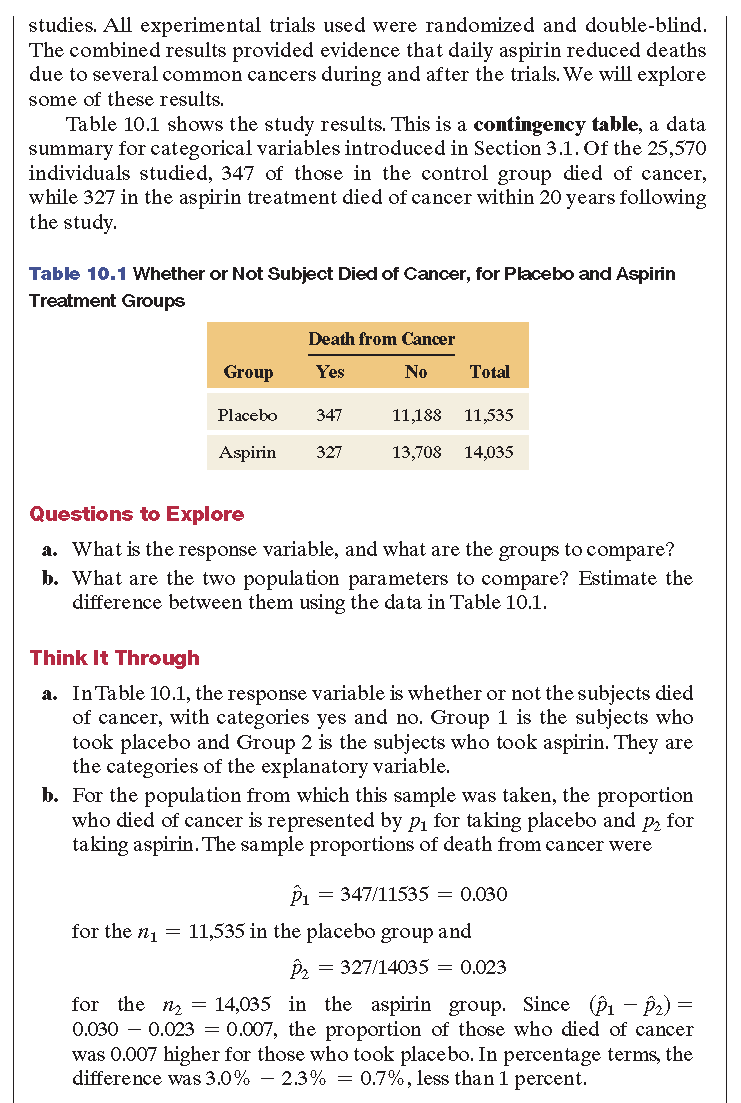 studies. All experimental trials used were randomized and double-blind.
The combined results provided evidence that daily aspirin reduced deaths
due to several common cancers during and after the trials. We will explore
some of these results.
Table 10.1 shows the study results. This is a contingency table, a data
summary for categorical variables introduced in Section 3.1. Of the 25,570
individuals studied, 347 of those in the control group died of cancer,
while 327 in the aspirin treatment died of cancer within 20 years following
the study.
Table 10.1 Whether or Not Subject Died of Cancer, for Placebo and Aspirin
Treatment Groups
Death from Cancer
Group Yes No Total
Placebo 347 11,188 11,535
Aspirin 327 13,708 14,035
Questions to Explore
a. What is the response variable, and what are the groups to compare?
b. What are the two population parameters to compare? Estimate the
difference between them using the data in Table 10.1.
Think It Through
a. In Table 10.1, the response variable is whether or not the subjects died
of cancer, with categories yes and no. Group 1 is the subjects who
took placebo and Group 2 is the subjects who took aspirin. They are
the categories of the explanatory variable.
b. For the population from which this sample was taken, the proportion
who died of cancer is represented by p₁ for taking placebo and p₂ for
taking aspirin. The sample proportions of death from cancer were
p̂₁ = 347/11535 = 0.030
for the n₁ = 11,535 in the placebo group and
p̂₂ = 327/14035 = 0.023
for the n₂ = 14,035 in the aspirin group. Since (p̂₁ − p̂₂) =
0.030 − 0.023 = 0.007, the proportion of those who died of cancer
was 0.007 higher for those who took placebo. In percentage terms, the
difference was 3.0% − 2.3% = 0.7%, less than 1 percent.